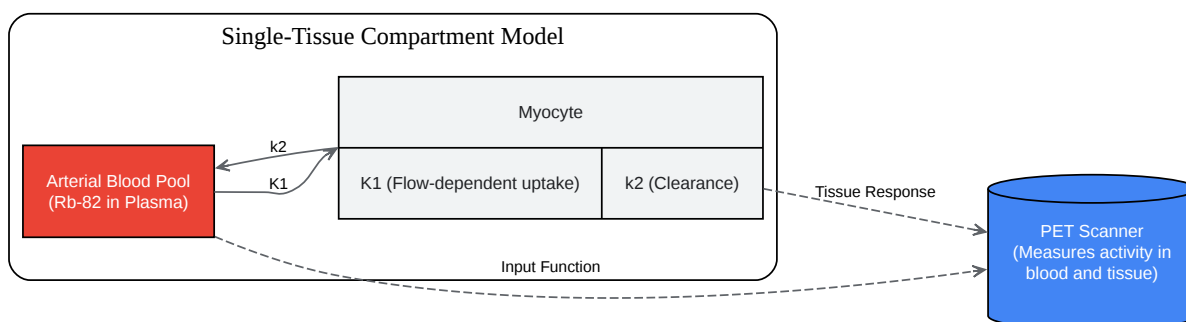 Single-Tissue Compartment Model
Myocyte
k2
K1
Arterial Blood Pool
(Rb-82 in Plasma)
K1 (Flow-dependent uptake)
k2 (Clearance)
Tissue Response
Input Function
PET Scanner
(Measures activity in
blood and tissue)